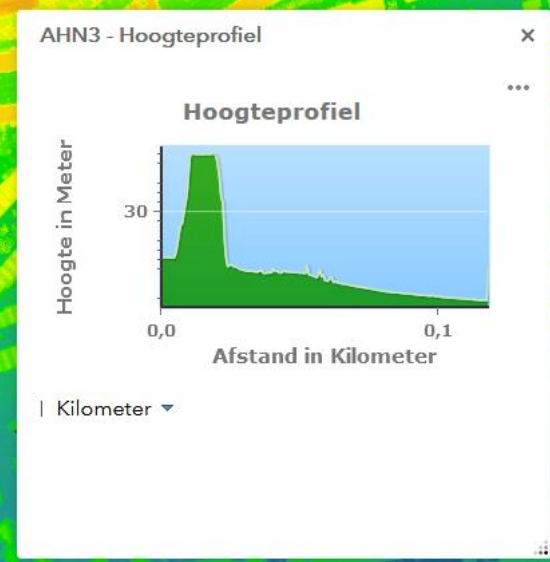 AHN3 - Hoogteprofiel
Hoogteprofiel
Hoogte in Meter
30
0,0
0,1
Afstand in Kilometer
| Kilometer